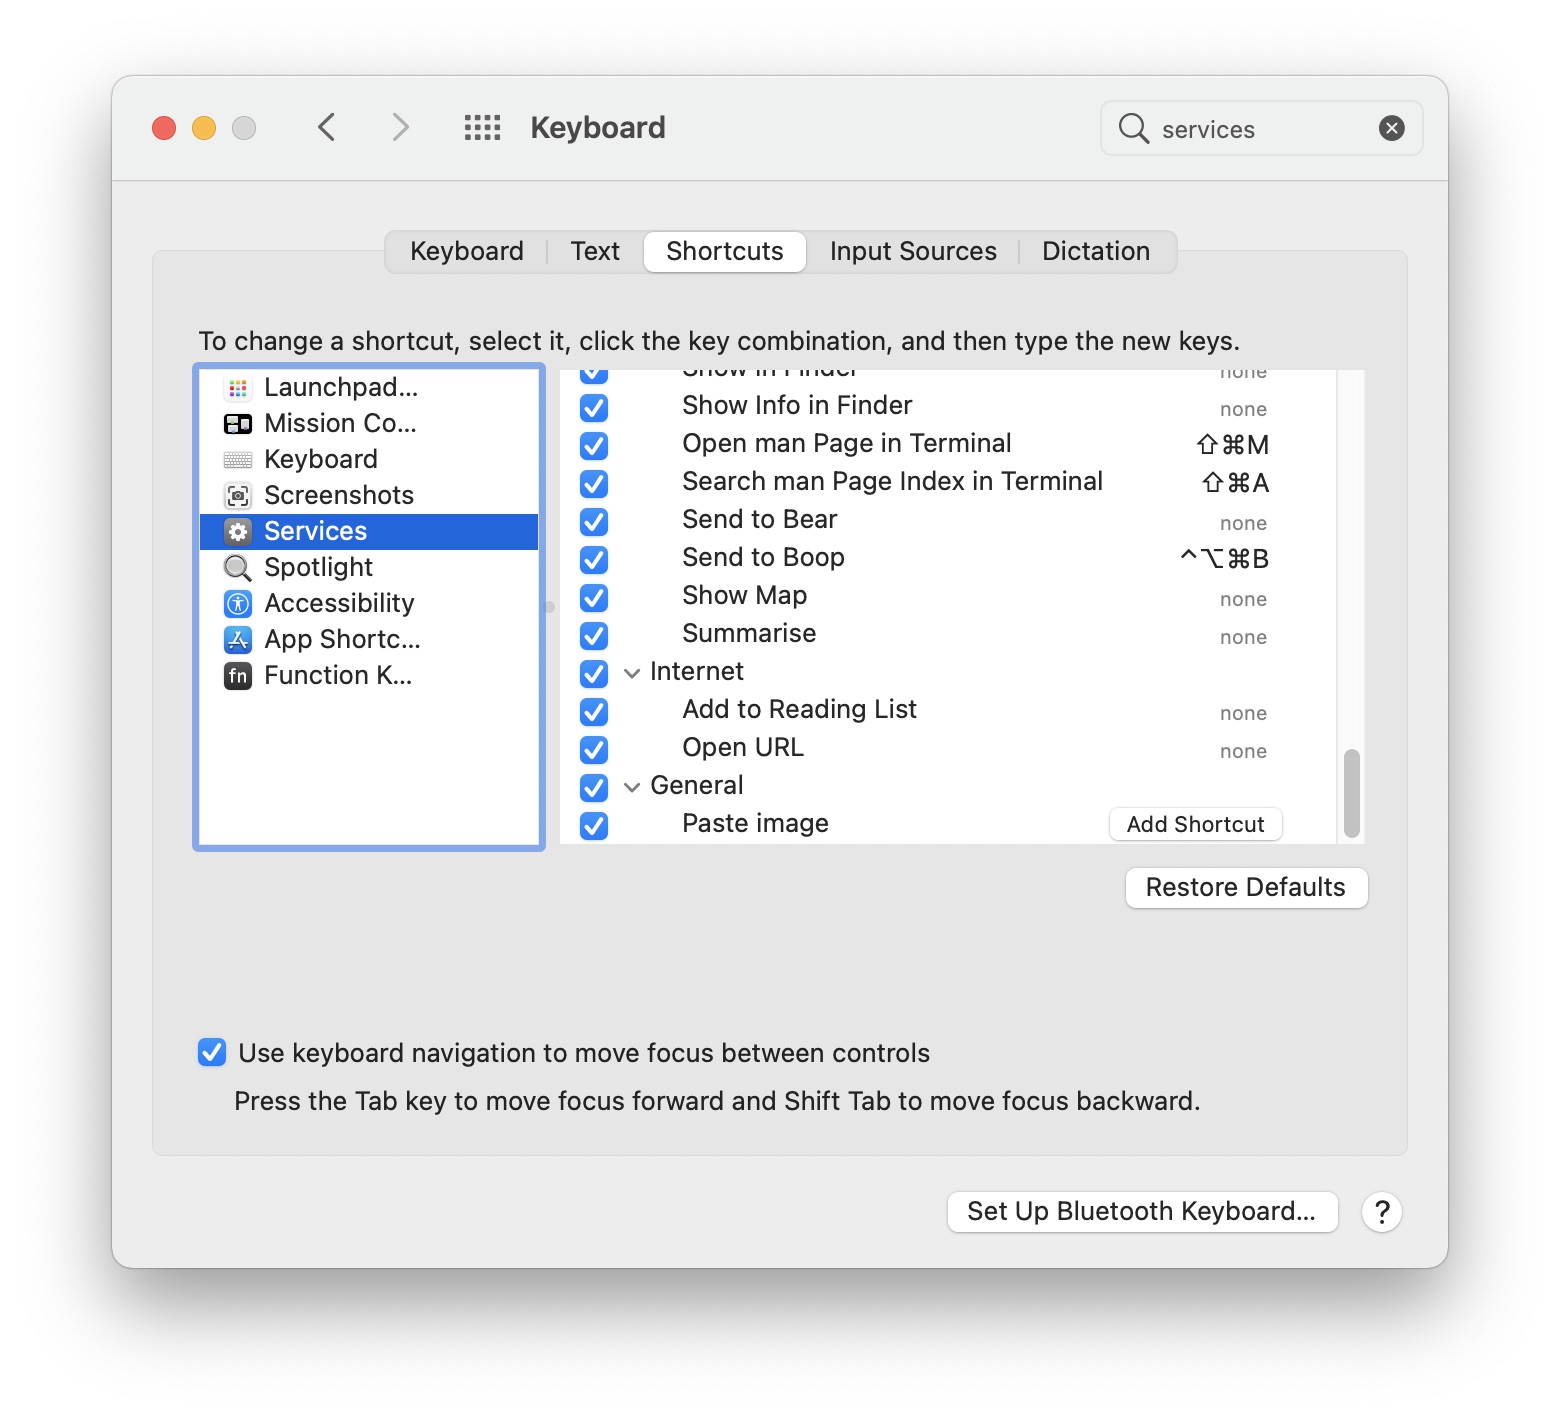 Keyboard
services
Keyboard
Text
Shortcuts
Input Sources
Dictation
To change a shortcut, select it, click the key combination, and then type the new keys.
Launchpad...
Mission Co...
Keyboard
Screenshots
Services
Spotlight
Accessibility
App Shortc...
fn Function K...
Show in Finder none
Show Info in Finder none
Open man Page in Terminal ⇧⌘M
Search man Page Index in Terminal ⇧⌘A
Send to Bear none
Send to Boop ^⌥⌘B
Show Map none
Summarise none
Internet
Add to Reading List none
Open URL none
General
Paste image Add Shortcut
Restore Defaults
Use keyboard navigation to move focus between controls
Press the Tab key to move focus forward and Shift Tab to move focus backward.
Set Up Bluetooth Keyboard... ?